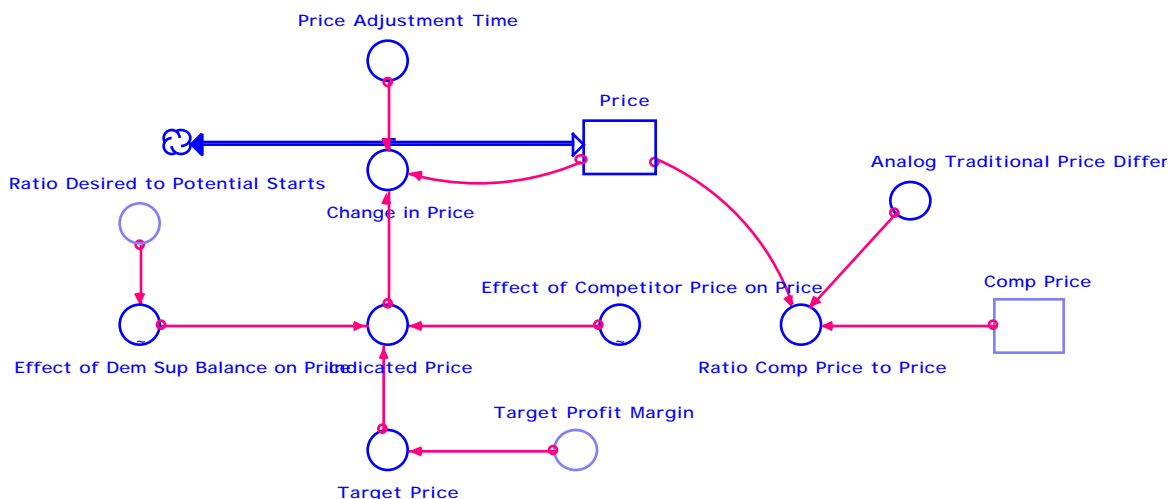 Price Adjustment Time
Price
Analog Traditional Price Differ
Ratio Desired to Potential Starts
Change in Price
Comp Price
Effect of Competitor Price on Price
~
~
Effect of Dem Sup Balance on Price
Indicated Price
Ratio Comp Price to Price
Target Profit Margin
Target Price